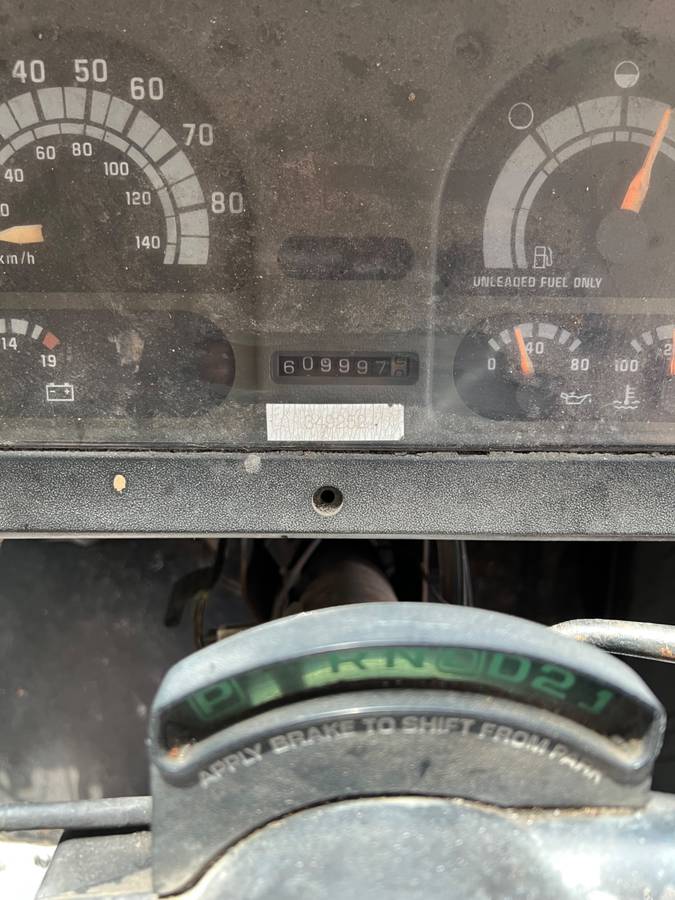 40 50 60 70 80
40 60 80 100 120 140
km/h
UNLEADED FUEL ONLY
14 19
609997
0 40 80
100
APPLY BRAKE TO SHIFT FROM PARK
P R N D 2 1